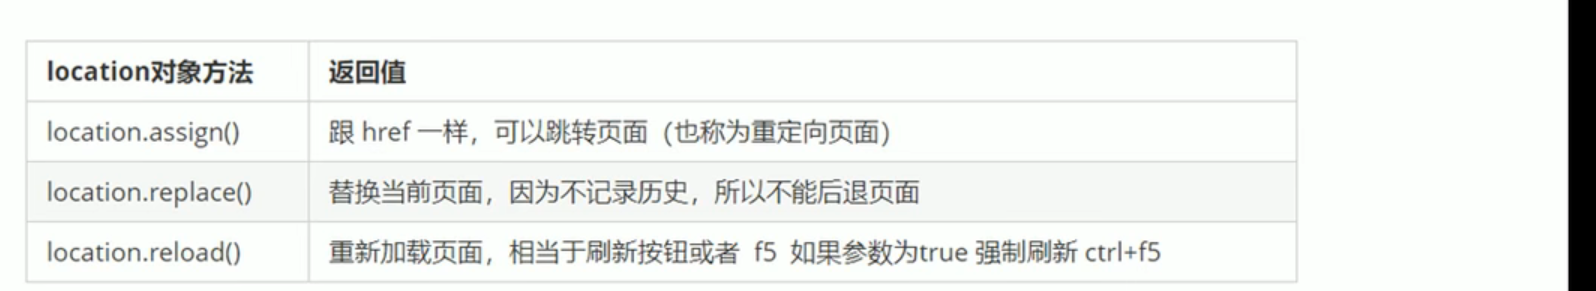 location对象方法 返回值
location.assign() 跟 href 一样，可以跳转页面（也称为重定向页面）
location.replace() 替换当前页面，因为不记录历史，所以不能后退页面
location.reload() 重新加载页面，相当于刷新按钮或者 f5 如果参数为true 强制刷新 ctrl+f5